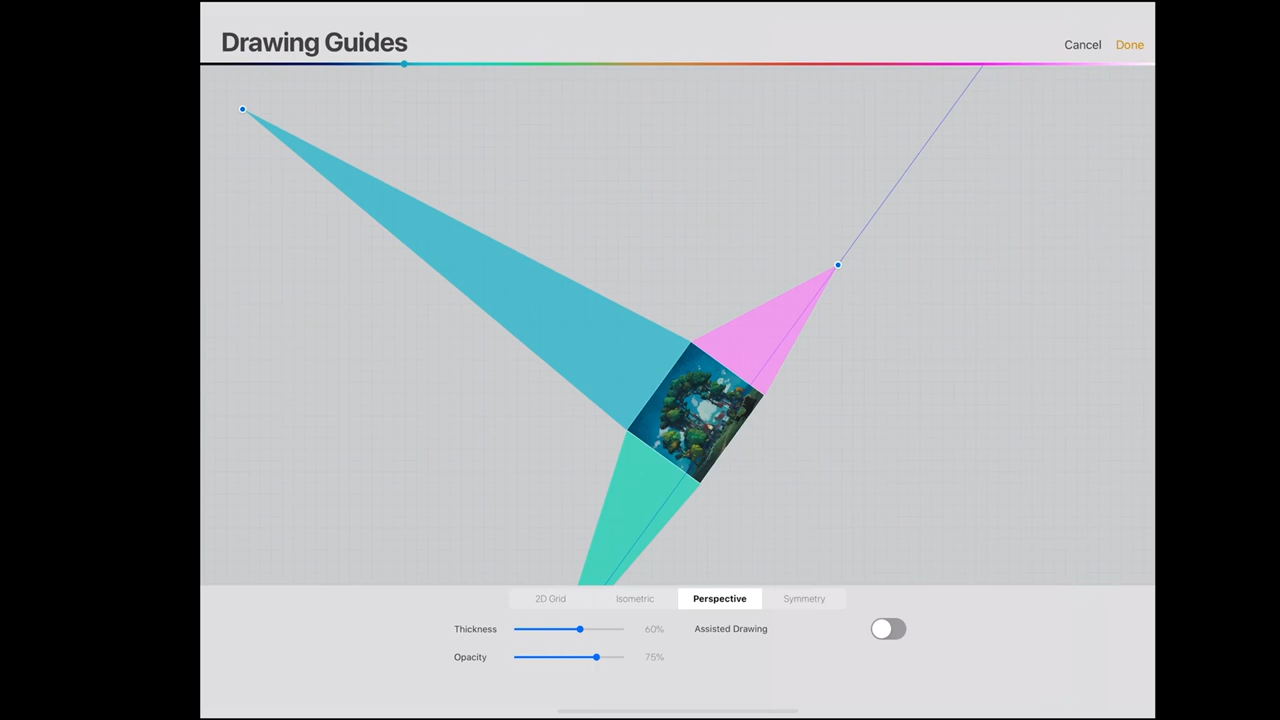 Drawing Guides
Cancel Done
2D Grid Isometric Perspective Symmetry
Thickness 60% Assisted Drawing
Opacity 75%